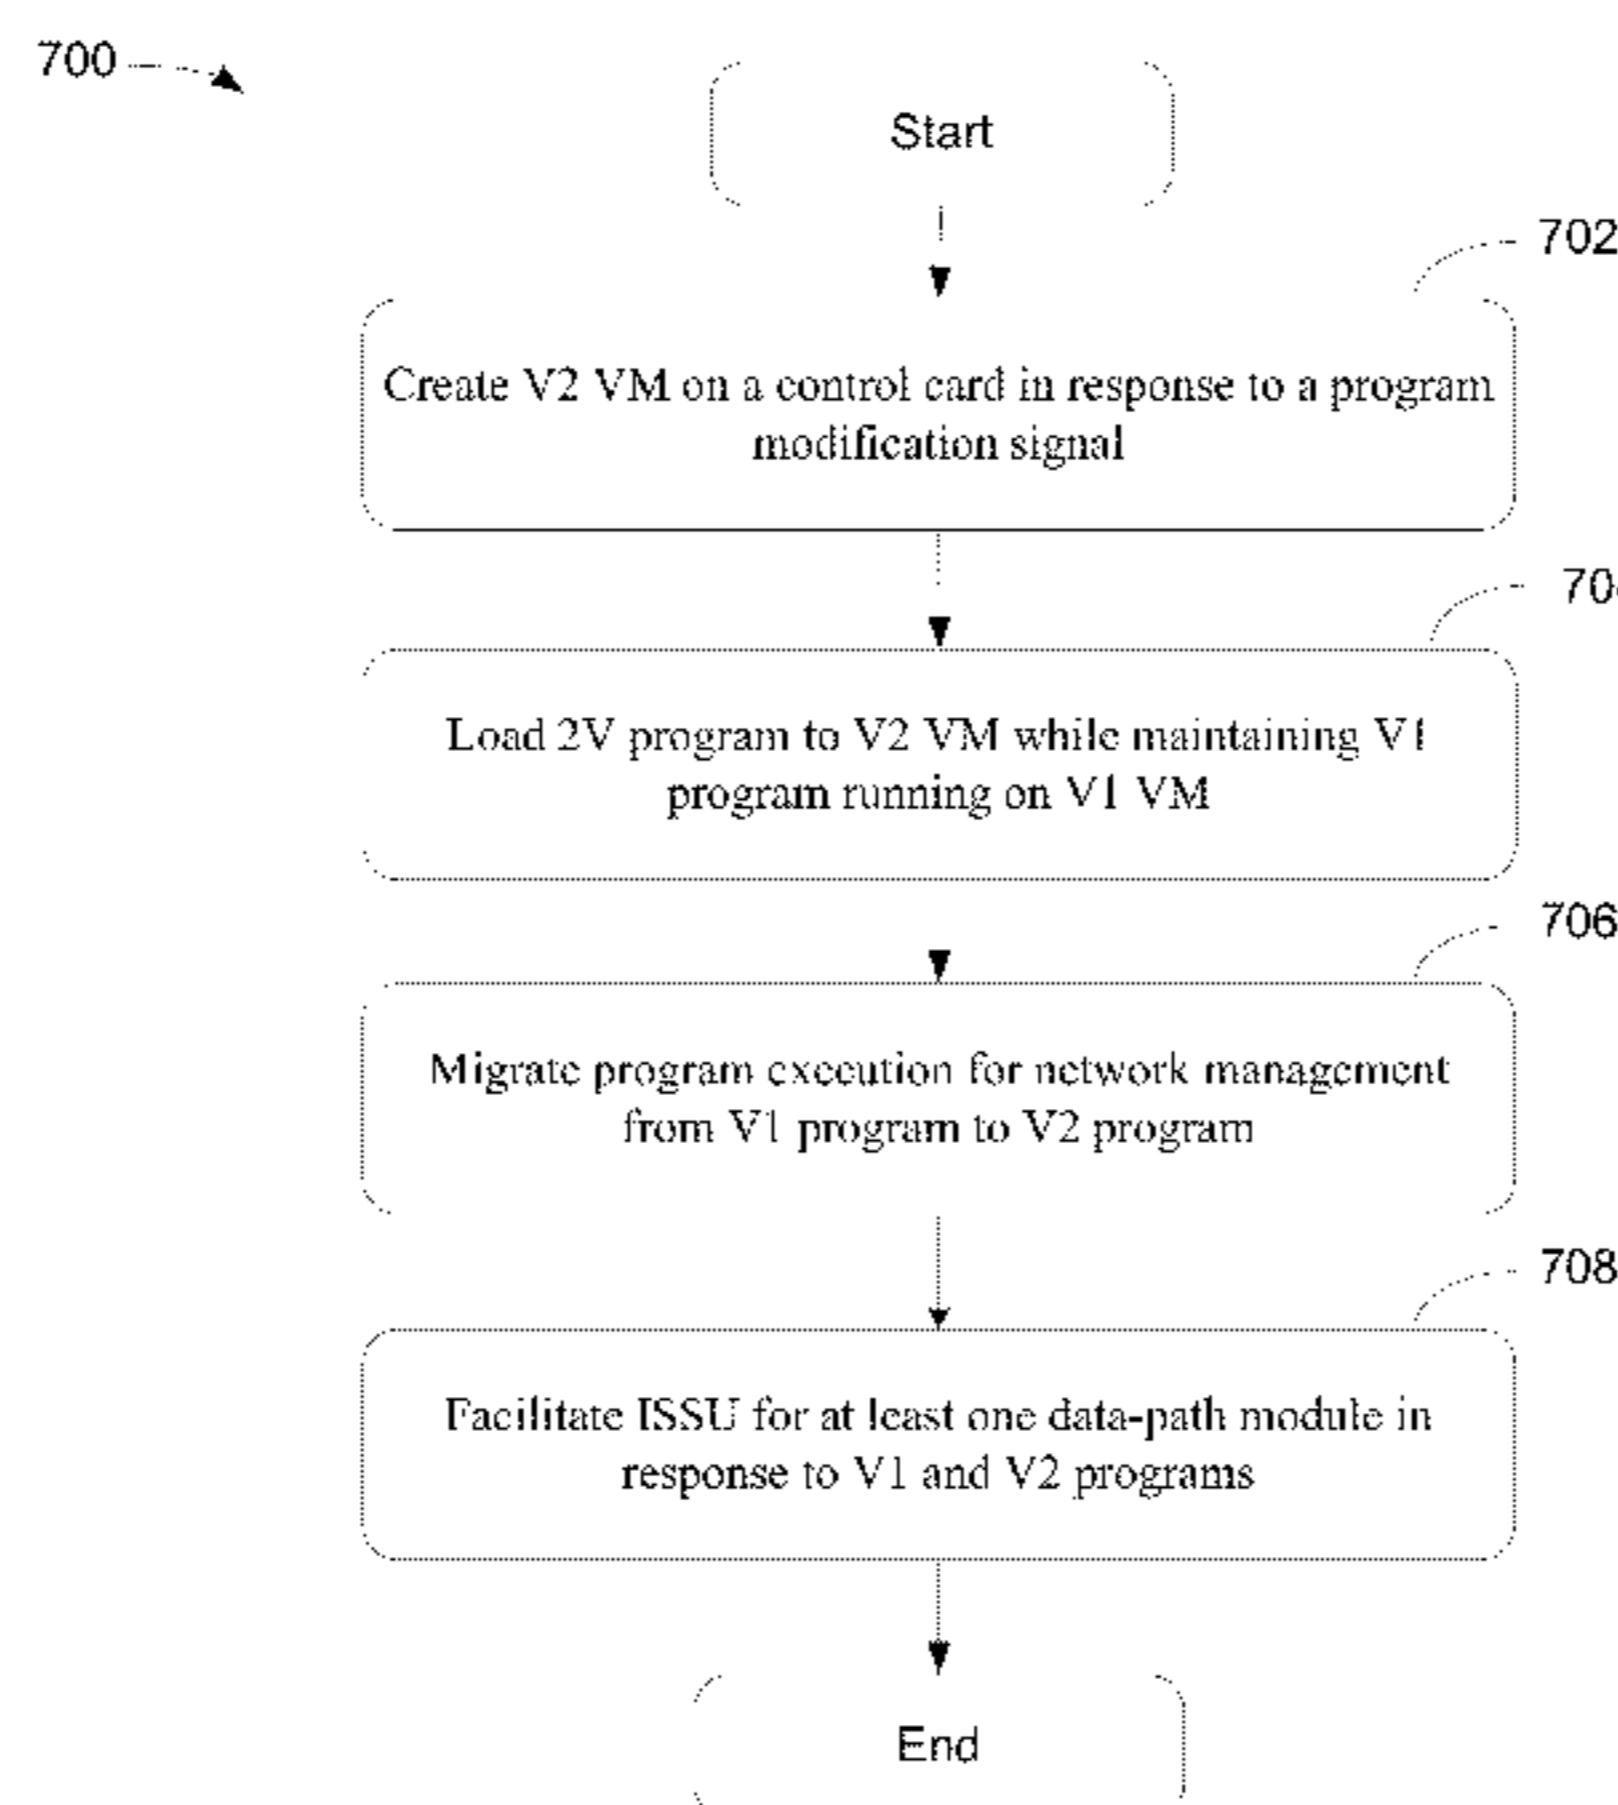 700
Start
702
Create V2 VM on a control card in response to a program
modification signal
Load 2V program to V2 VM while maintaining V1
program running on V1 VM
706
Migrate program execution for network management
from V1 program to V2 program
708
Facilitate ISSU for at least one data-path module in
response to V1 and V2 programs
End